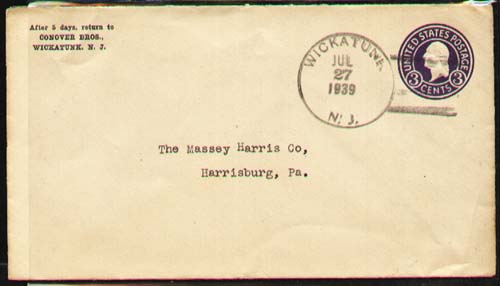 After 5 days, return to
CONOVER BROS.,
WICKATUNK, N. J.
WICKATUNK
JUL
27
1939
N. J.
UNITED STATES POSTAGE
3 CENTS 3
The Massey Harris Co,
Harrisburg, Pa.